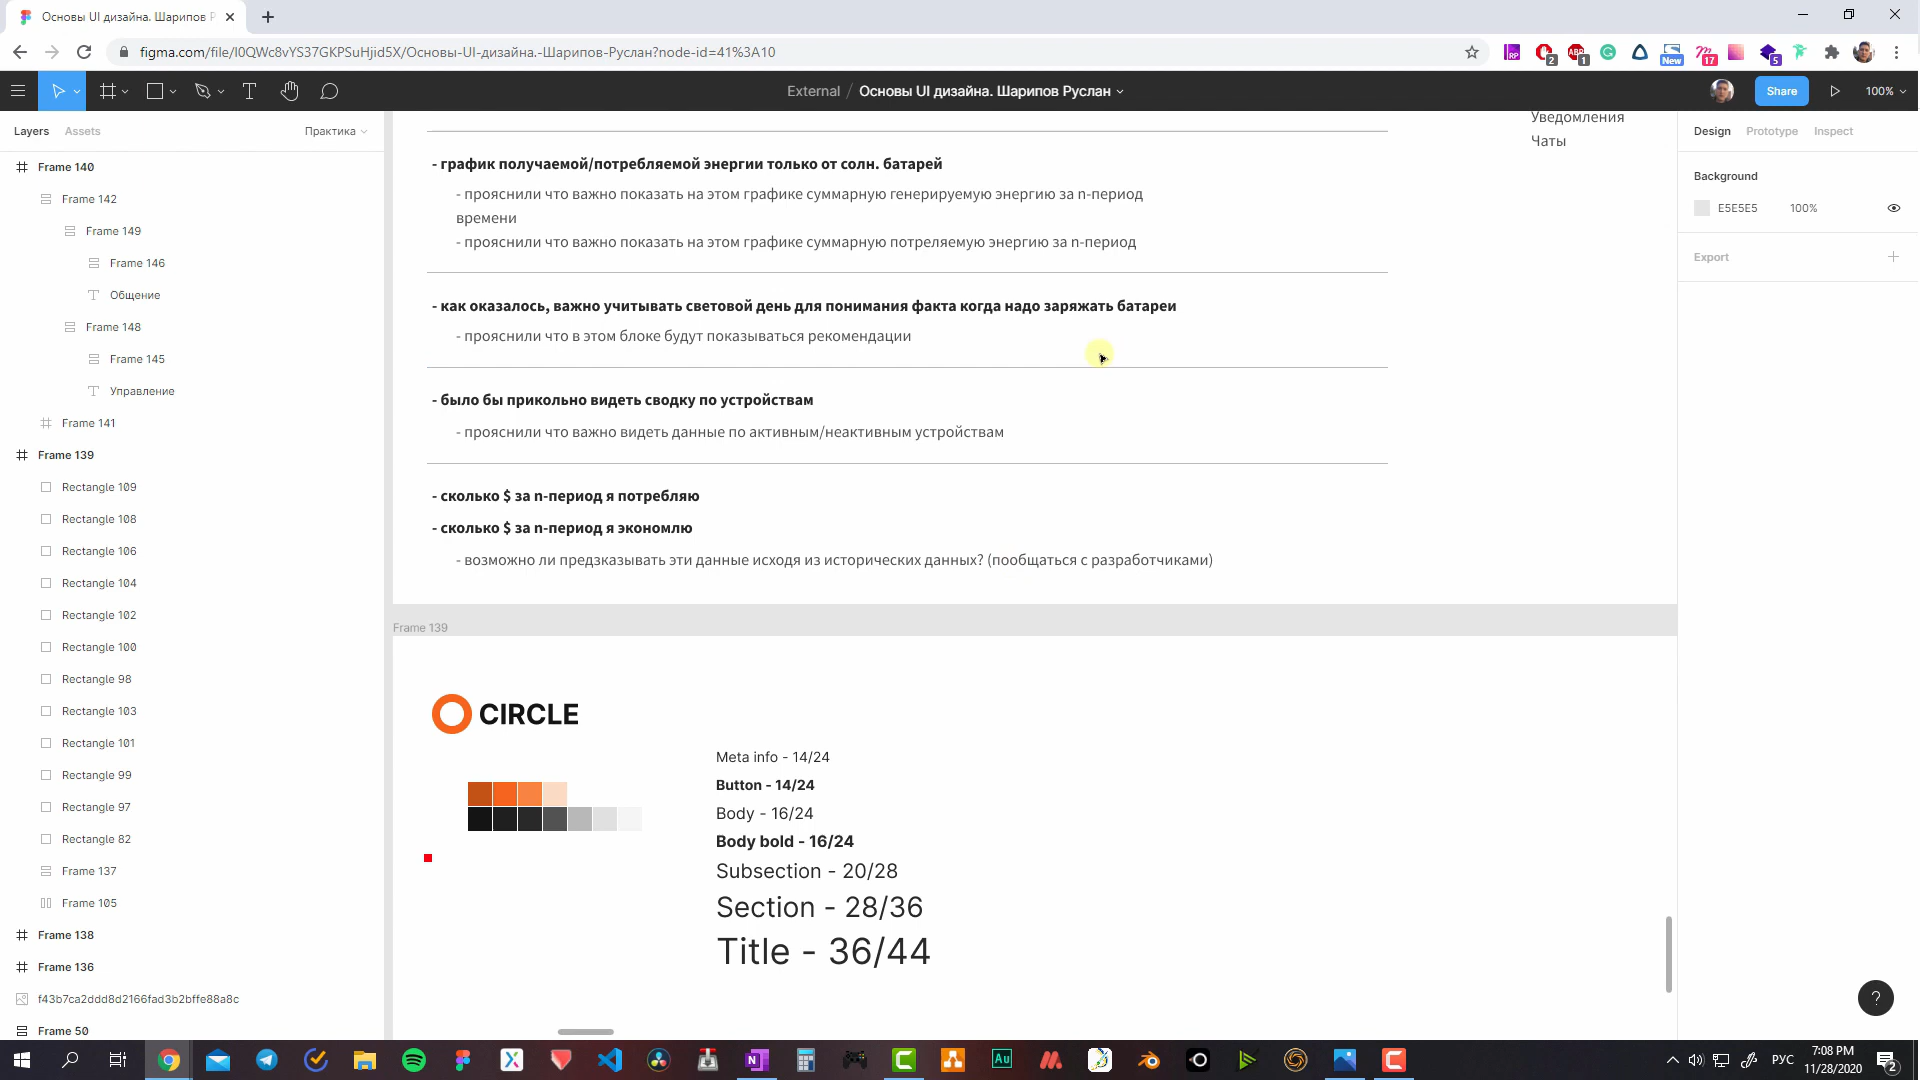 Основы UI дизайна. Шарипов Р
figma.com/file/I0QWc8vYS37GKPSuHjid5X/Основы-UI-дизайна.-Шарипов-Руслан?node-id=41%3A10
RP
2
ABP
1
New
17
5
External / Основы UI дизайна. Шарипов Руслан
Share
100%
Layers
Assets
Практика
Frame 140
Frame 142
Frame 149
Frame 146
Общение
Frame 148
Frame 145
Управление
Frame 141
Frame 139
Rectangle 109
Rectangle 108
Rectangle 106
Rectangle 104
Rectangle 102
Rectangle 100
Rectangle 98
Rectangle 103
Rectangle 101
Rectangle 99
Rectangle 97
Rectangle 82
Frame 137
Frame 105
Frame 138
Frame 136
f43b7ca2ddd8d2166fad3b2bffe88a8c
Frame 50
Уведомления
Чаты
- график получаемой/потребляемой энергии только от солн. батарей
- прояснили что важно показать на этом графике суммарную генерируемую энергию за n-период
времени
- прояснили что важно показать на этом графике суммарную потреляемую энергию за n-период
- как оказалось, важно учитывать световой день для понимания факта когда надо заряжать батареи
- прояснили что в этом блоке будут показываться рекомендации
- было бы прикольно видеть сводку по устройствам
- прояснили что важно видеть данные по активным/неактивным устройствам
- сколько $ за n-период я потребляю
- сколько $ за n-период я экономлю
- возможно ли предзказывать эти данные исходя из исторических данных? (пообщаться с разработчиками)
Frame 139
CIRCLE
Meta info - 14/24
Button - 14/24
Body - 16/24
Body bold - 16/24
Subsection - 20/28
Section - 28/36
Title - 36/44
Design
Prototype
Inspect
Background
E5E5E5
100%
Export
?
N
Au
РУС
7:08 PM
11/28/2020
2